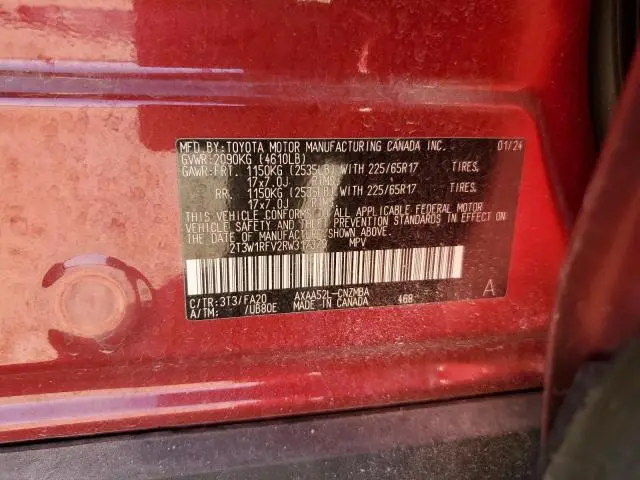 MFD.BY:TOYOTA MOTOR MANUFACTURING CANADA INC. 01/24
GVWR:2090KG (4610LB)
GAWR:FRT. 1150KG (2535LB) WITH 225/65R17 TIRES,
17x7.0J RIMS
RR. 1150KG (2535LB) WITH 225/65R17 TIRES,
17x7.0J RIMS
THIS VEHICLE CONFORMS TO ALL APPLICABLE FEDERAL MOTOR
VEHICLE SAFETY AND THEFT PREVENTION STANDARDS IN EFFECT
ON THE DATE OF MANUFACTURE SHOWN ABOVE.
MPV
C/TR:3T3/FA20 AXAA52L-CNZMBA A
A/TM: /UB80E MADE IN CANADA 468